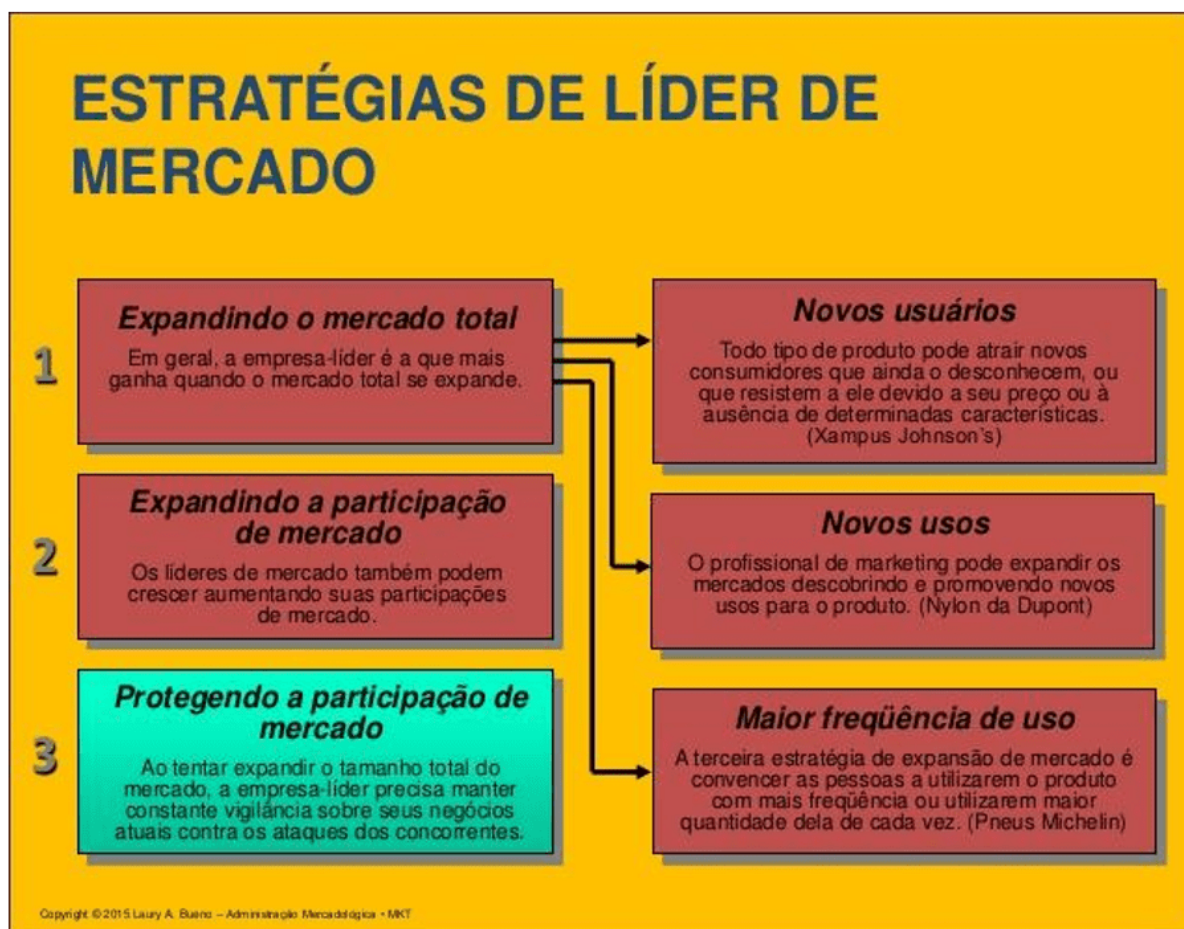 ESTRATÉGIAS DE LÍDER DE
MERCADO
1
Expandindo o mercado total
Em geral, a empresa-líder é a que mais
ganha quando o mercado total se expande.
2
Expandindo a participação
de mercado
Os líderes de mercado também podem
crescer aumentando suas participações
de mercado.
3
Protegendo a participação de
mercado
Ao tentar expandir o tamanho total do
mercado, a empresa-líder precisa manter
constante vigilância sobre seus negócios
atuais contra os ataques dos concorrentes.
Novos usuários
Todo tipo de produto pode atrair novos
consumidores que ainda o desconhecem, ou
que resistem a ele devido a seu preço ou à
ausência de determinadas características.
(Xampus Johnson's)
Novos usos
O profissional de marketing pode expandir os
mercados descobrindo e promovendo novos
usos para o produto. (Nylon da Dupont)
Maior freqüência de uso
A terceira estratégia de expansão de mercado é
convencer as pessoas a utilizarem o produto
com mais freqüência ou utilizarem maior
quantidade dela de cada vez. (Pneus Michelin)
Copyright © 2015 Laury A. Bueno – Administração Mercadológica • MKT